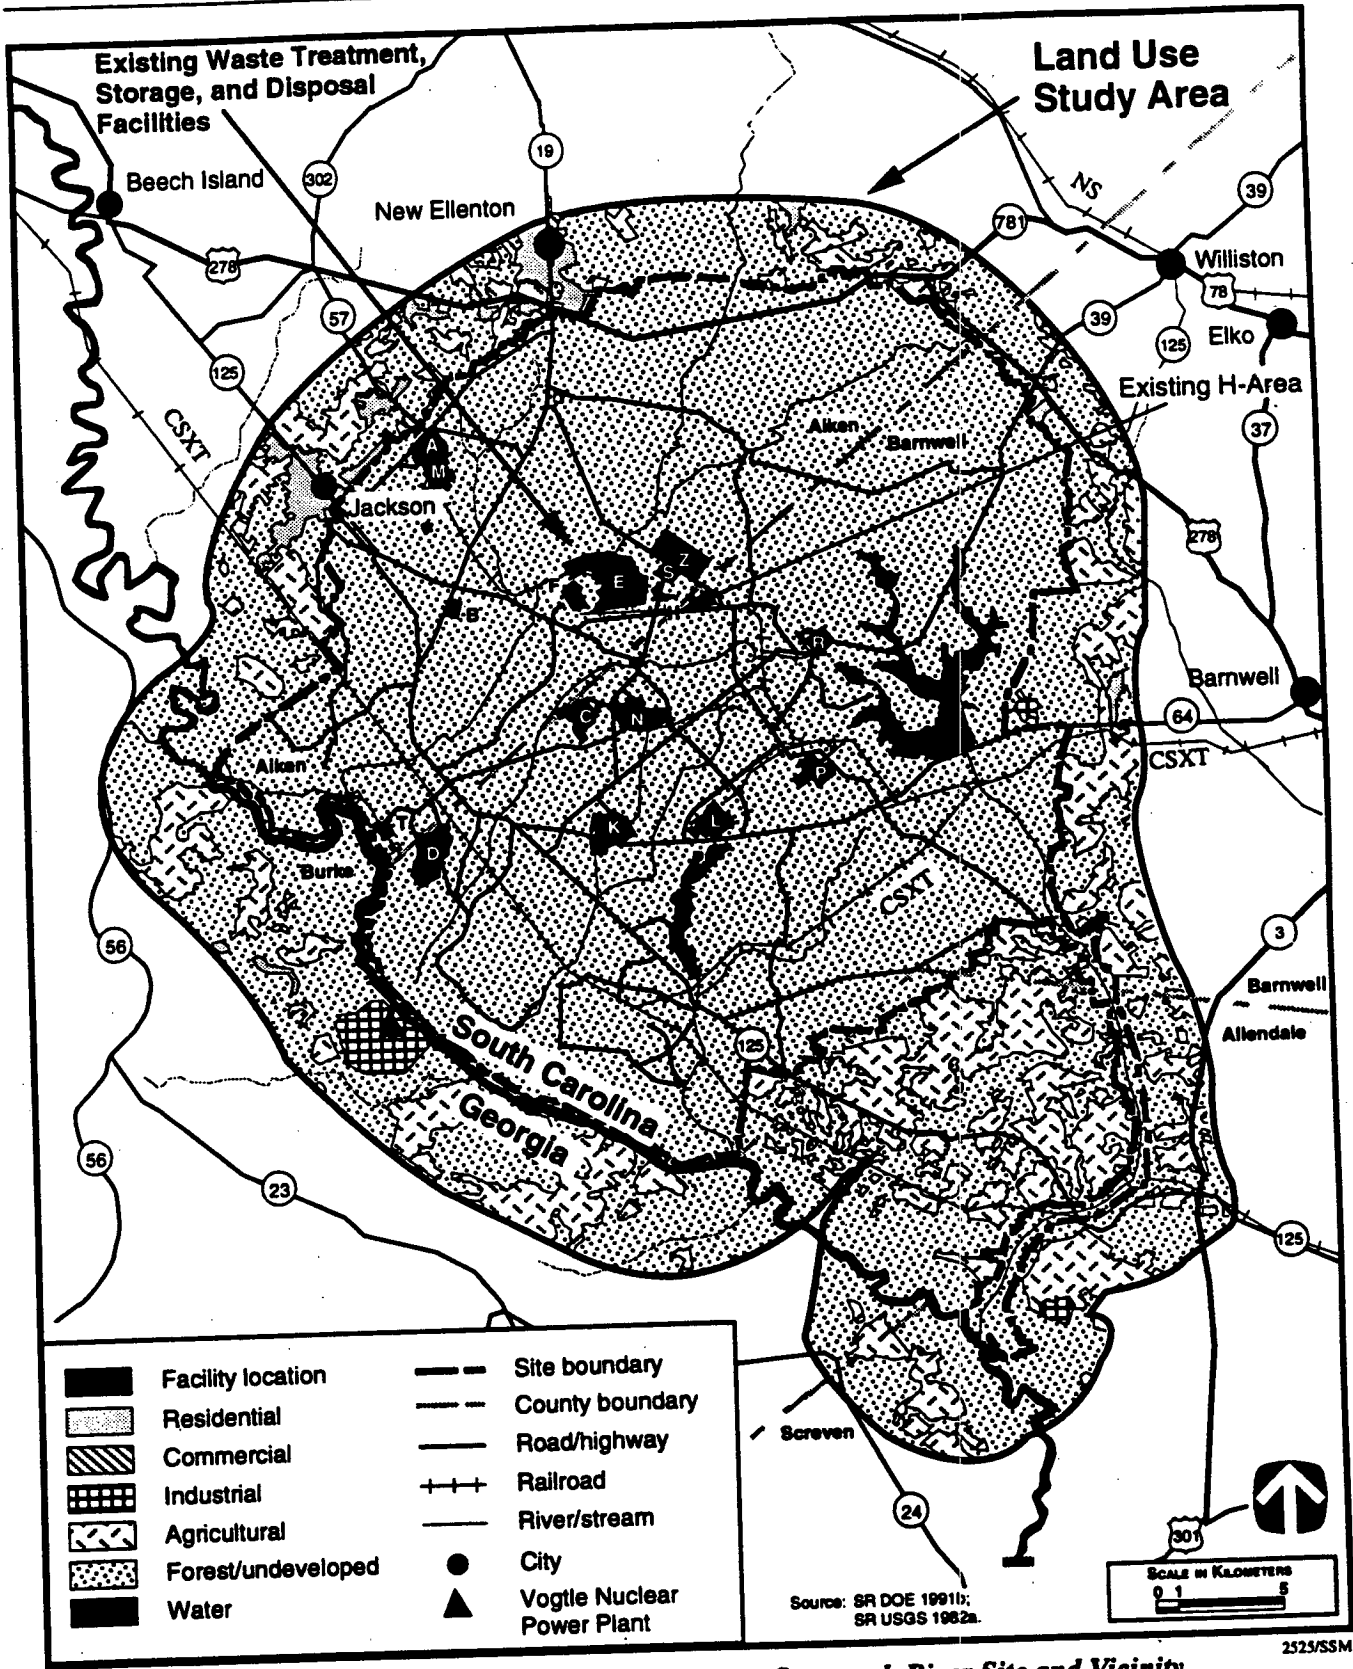 Existing Waste Treatment,
Storage, and Disposal
Facilities
Land Use
Study Area
19
302
Beech Island
New Ellenton
NS
39
781
Williston
278
78
57
39
Elko
125
125
Existing H-Area
CSXT
Aiken
Barnwell
37
A
M
Jackson
278
Z
S
F
E
H
B
R
Barnwell
C
N
64
CSXT
Aiken
P
T
K
L
D
Burke
CSXT
56
3
Barnwell
Allendale
South Carolina
Georgia
125
56
23
125
Facility location
Residential
Commercial
Industrial
Agricultural
Forest/undeveloped
Water
Site boundary
County boundary
Road/highway
Railroad
River/stream
City
Vogtle Nuclear
Power Plant
Screven
24
301
SCALE IN KILOMETERS
0 1 5
Source: SR DOE 1991b;
SR USGS 1982a.
2525/SSM
River Site and Vicinity